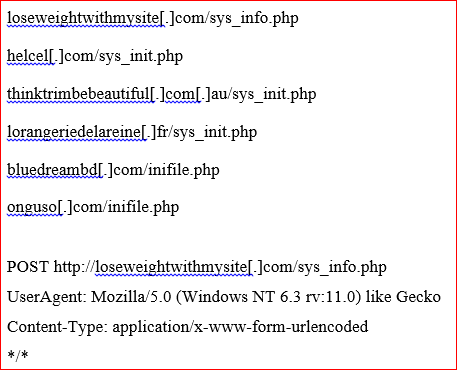 loseweightwithmysite[.]com/sys_info.php
helcel[.]com/sys_init.php
thinktrimbebeautiful[.]com[.]au/sys_init.php
lorangeriedelareine[.]fr/sys_init.php
bluedreambd[.]com/inifile.php
onguso[.]com/inifile.php
POST http://loseweightwithmysite[.]com/sys_info.php
UserAgent: Mozilla/5.0 (Windows NT 6.3 rv:11.0) like Gecko
Content-Type: application/x-www-form-urlencoded
*/*